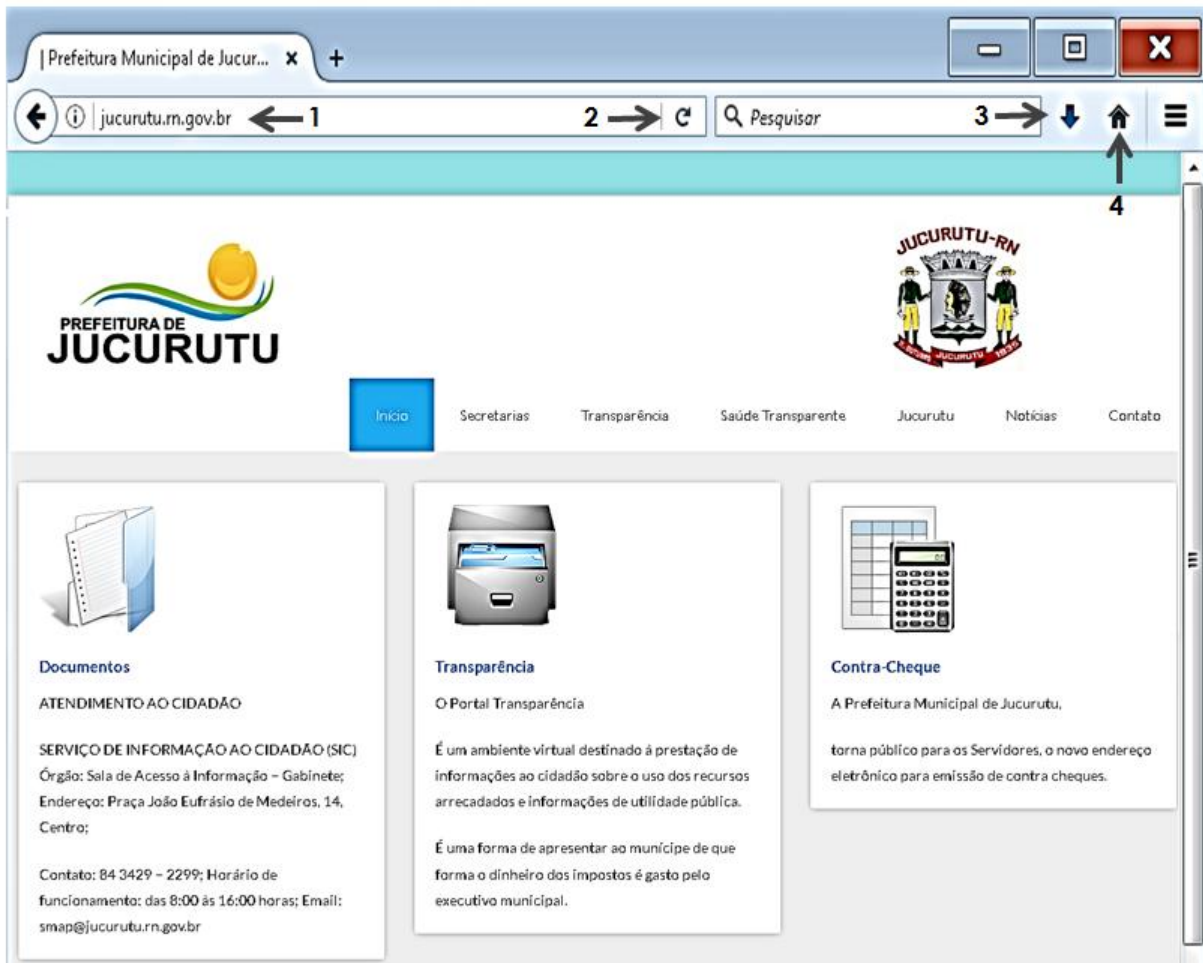 | Prefeitura Municipal de Jucur...
jucurutu.rn.gov.br
1
2
Pesquisar
3
4
PREFEITURA DE
JUCURUTU
JUCURUTU-RN
JUCURUTU 1935
Início
Secretarias
Transparência
Saúde Transparente
Jucurutu
Notícias
Contato
Documentos
ATENDIMENTO AO CIDADÃO
SERVIÇO DE INFORMAÇÃO AO CIDADÃO (SIC)
Órgão: Sala de Acesso á Informação – Gabinete;
Endereço: Praça João Eufrásio de Medeiros, 14,
Centro;
Contato: 84 3429 – 2299; Horário de
funcionamento: das 8:00 às 16:00 horas; Email:
smap@jucurutu.rn.gov.br
Transparência
O Portal Transparência
É um ambiente virtual destinado á prestação de
informações ao cidadão sobre o uso dos recursos
arrecadados e informações de utilidade pública.
É uma forma de apresentar ao munícipe de que
forma o dinheiro dos impostos é gasto pelo
executivo municipal.
Contra-Cheque
A Prefeitura Municipal de Jucurutu,
torna público para os Servidores, o novo endereço
eletrônico para emissão de contra cheques.